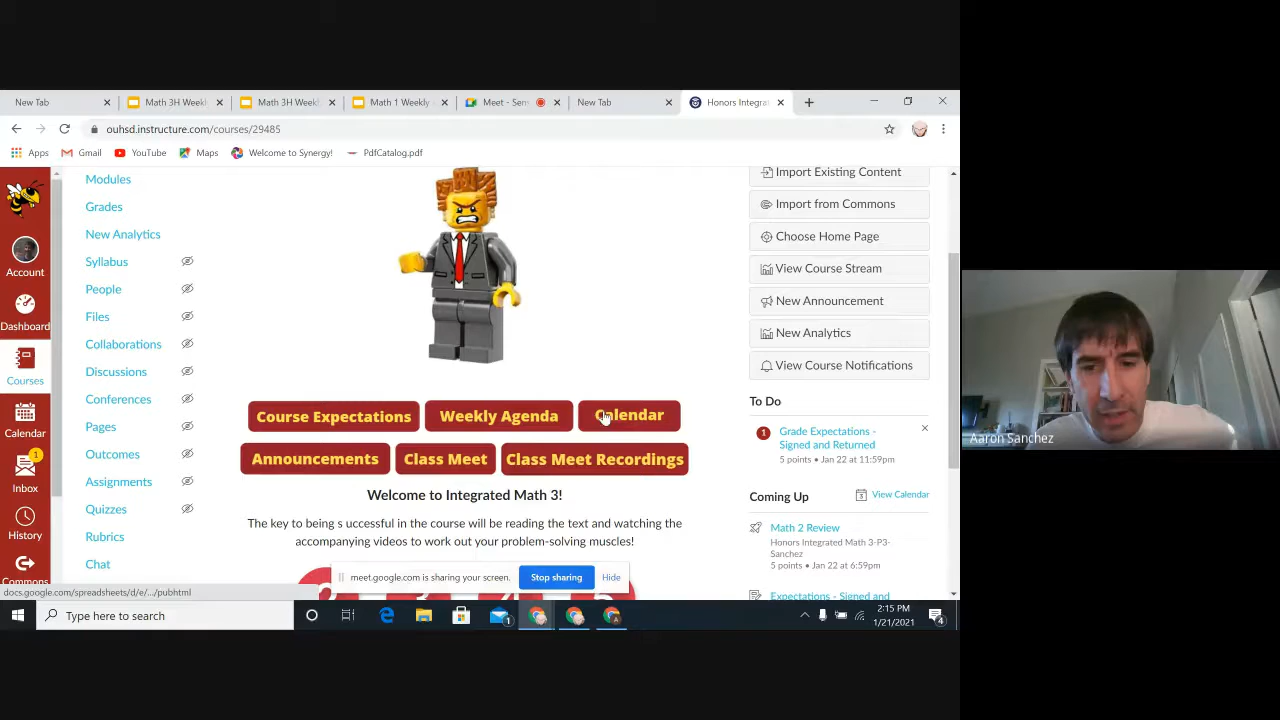 New Tab
Math 3H Weekl
Math 3H Weekl
Math 1 Weekly
Meet - Sem
New Tab
Honors Integrat
ouhsd.instructure.com/courses/29485
Apps
Gmail
YouTube
Maps
Welcome to Synergy!
PdfCatalog.pdf
Account
Dashboard
Courses
Calendar
1
Inbox
History
Commons
Modules
Grades
New Analytics
Syllabus
People
Files
Collaborations
Discussions
Conferences
Pages
Outcomes
Assignments
Quizzes
Rubrics
Chat
Course Expectations
Weekly Agenda
Calendar
Announcements
Class Meet
Class Meet Recordings
Welcome to Integrated Math 3!
The key to being s uccessful in the course will be reading the text and watching the
accompanying videos to work out your problem-solving muscles!
meet.google.com is sharing your screen.
Stop sharing
Hide
Import Existing Content
Import from Commons
Choose Home Page
View Course Stream
New Announcement
New Analytics
View Course Notifications
To Do
1
Grade Expectations -
Signed and Returned
5 points • Jan 22 at 11:59pm
Coming Up
View Calendar
Math 2 Review
Honors Integrated Math 3-P3-
Sanchez
5 points • Jan 22 at 6:59pm
Expectations - Signed and
docs.google.com/spreadsheets/d/e/.../pubhtml
Type here to search
1
2:15 PM
1/21/2021
4
Aaron Sanchez